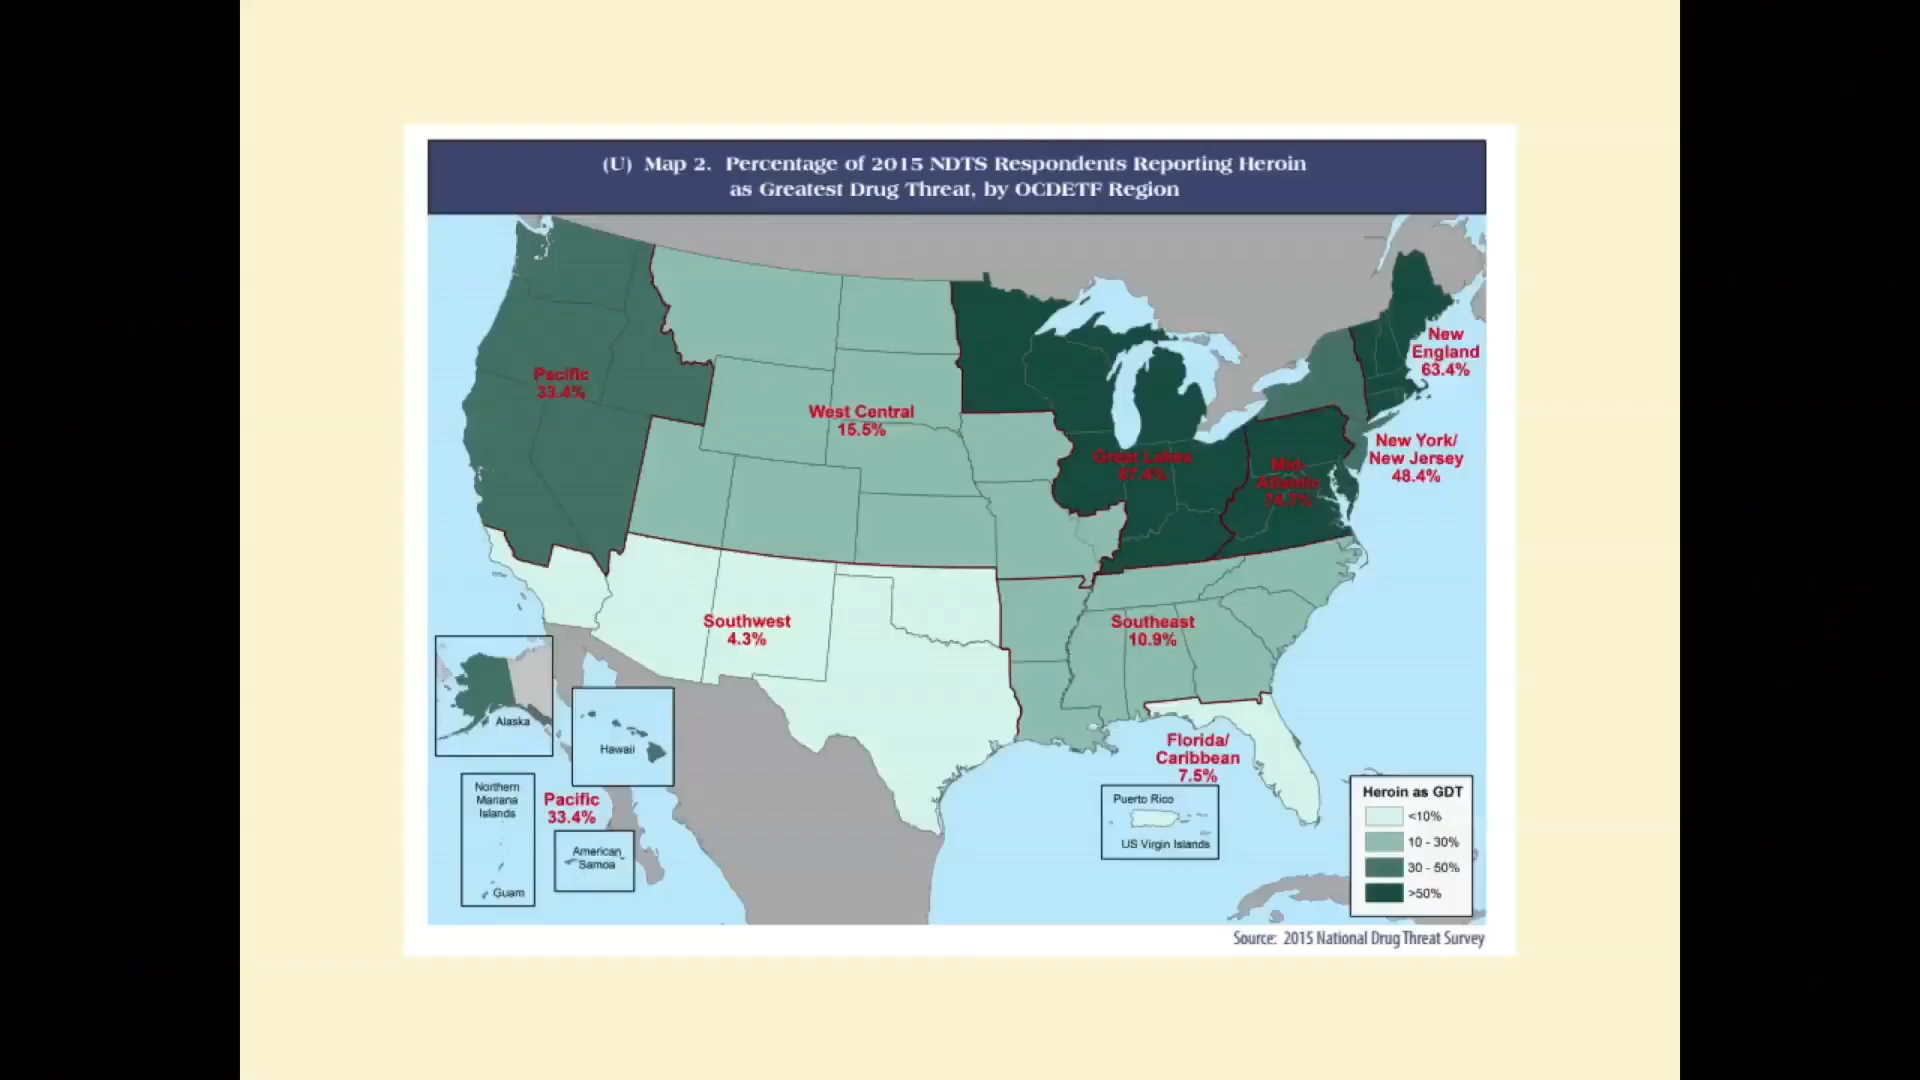 (U) Map 2. Percentage of 2015 NDTS Respondents Reporting Heroin
as Greatest Drug Threat, by OCDETF Region
New
England
63.4%
Pacific
33.4%
West Central
15.5%
New York/
New Jersey
48.4%
Great Lakes
67.4%
Mid-
Atlantic
74.7%
Southwest
4.3%
Southeast
10.9%
Alaska
Hawaii
Florida/
Caribbean
7.5%
Northern
Mariana
Islands
Guam
Pacific
33.4%
American
Samoa
Puerto Rico
US Virgin Islands
Heroin as GDT
<10%
10 - 30%
30 - 50%
>50%
Source: 2015 National Drug Threat Survey